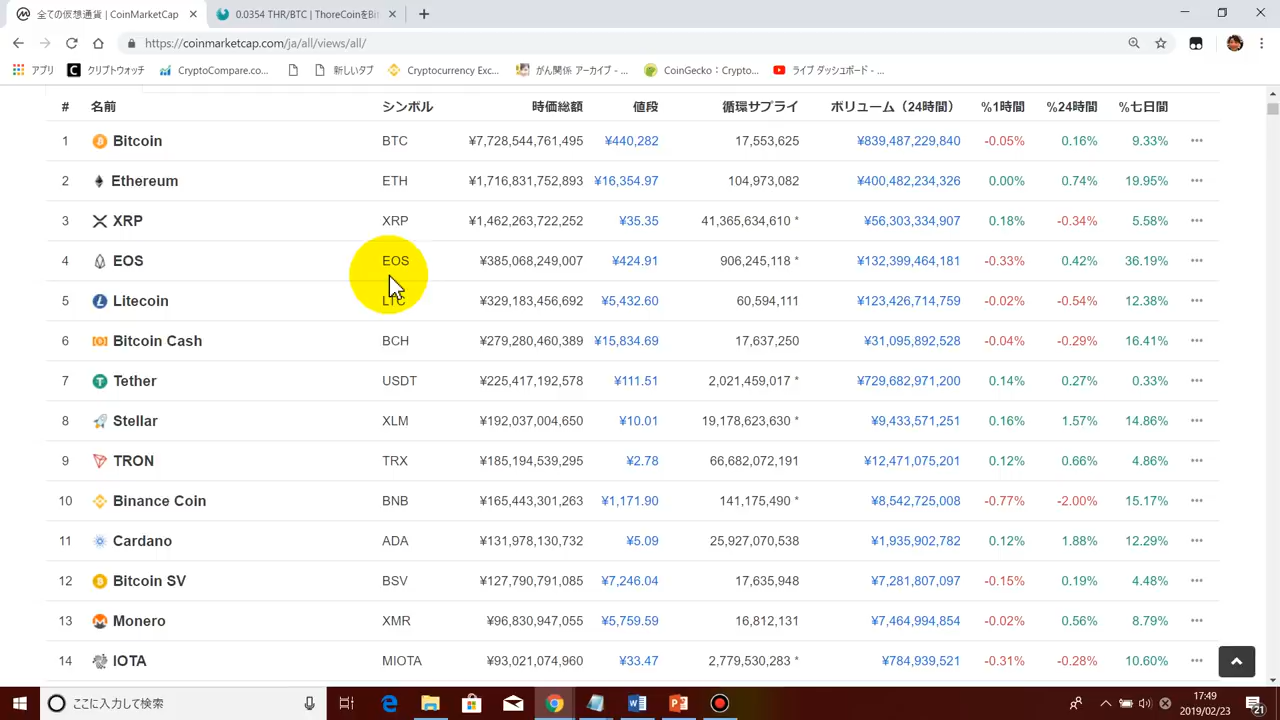 全ての仮想通貨 | CoinMarketCap
0.0354 THR/BTC | ThoreCoinをBi
https://coinmarketcap.com/ja/all/views/all/
アプリ クリプトウォッチ CryptoCompare.co... 新しいタブ Cryptocurrency Exc... がん関係 アーカイブ - ... CoinGecko：Crypto... ライブ ダッシュボード - ...
# 名前 シンボル 時価総額 値段 循環サプライ ボリューム（24時間） %1時間 %24時間 %七日間
1 Bitcoin BTC ¥7,728,544,761,495 ¥440,282 17,553,625 ¥839,487,229,840 -0.05% 0.16% 9.33%
2 Ethereum ETH ¥1,716,831,752,893 ¥16,354.97 104,973,082 ¥400,482,234,326 0.00% 0.74% 19.95%
3 XRP XRP ¥1,462,263,722,252 ¥35.35 41,365,634,610 * ¥56,303,334,907 0.18% -0.34% 5.58%
4 EOS EOS ¥385,068,249,007 ¥424.91 906,245,118 * ¥132,399,464,181 -0.33% 0.42% 36.19%
5 Litecoin LTC ¥329,183,456,692 ¥5,432.60 60,594,111 ¥123,426,714,759 -0.02% -0.54% 12.38%
6 Bitcoin Cash BCH ¥279,280,460,389 ¥15,834.69 17,637,250 ¥31,095,892,528 -0.04% -0.29% 16.41%
7 Tether USDT ¥225,417,192,578 ¥111.51 2,021,459,017 * ¥729,682,971,200 0.14% 0.27% 0.33%
8 Stellar XLM ¥192,037,004,650 ¥10.01 19,178,623,630 * ¥9,433,571,251 0.16% 1.57% 14.86%
9 TRON TRX ¥185,194,539,295 ¥2.78 66,682,072,191 ¥12,471,075,201 0.12% 0.66% 4.86%
10 Binance Coin BNB ¥165,443,301,263 ¥1,171.90 141,175,490 * ¥8,542,725,008 -0.77% -2.00% 15.17%
11 Cardano ADA ¥131,978,130,732 ¥5.09 25,927,070,538 ¥1,935,902,782 0.12% 1.88% 12.29%
12 Bitcoin SV BSV ¥127,790,791,085 ¥7,246.04 17,635,948 ¥7,281,807,097 -0.15% 0.19% 4.48%
13 Monero XMR ¥96,830,947,055 ¥5,759.59 16,812,131 ¥7,464,994,854 -0.02% 0.56% 8.79%
14 IOTA MIOTA ¥93,021,074,960 ¥33.47 2,779,530,283 * ¥784,939,521 -0.31% -0.28% 10.60%
ここに入力して検索
17:49
2019/02/23
21